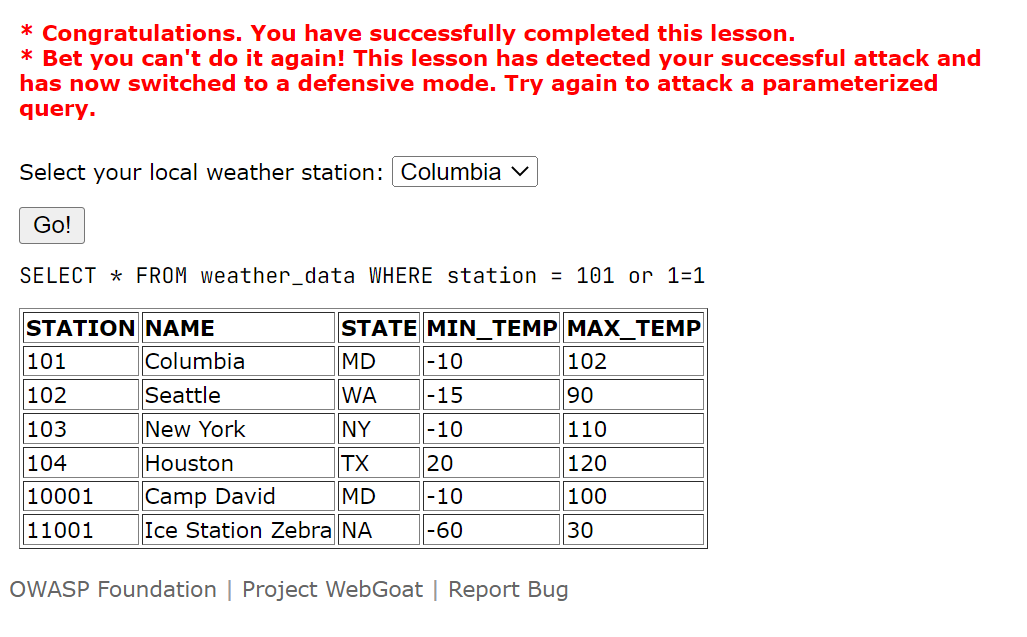 * Congratulations. You have successfully completed this lesson.
* Bet you can't do it again! This lesson has detected your successful attack and
has now switched to a defensive mode. Try again to attack a parameterized
query.
Select your local weather station: Columbia
Go!
SELECT * FROM weather_data WHERE station = 101 or 1=1
STATION NAME STATE MIN_TEMP MAX_TEMP
101 Columbia MD -10 102
102 Seattle WA -15 90
103 New York NY -10 110
104 Houston TX 20 120
10001 Camp David MD -10 100
11001 Ice Station Zebra NA -60 30
OWASP Foundation | Project WebGoat | Report Bug